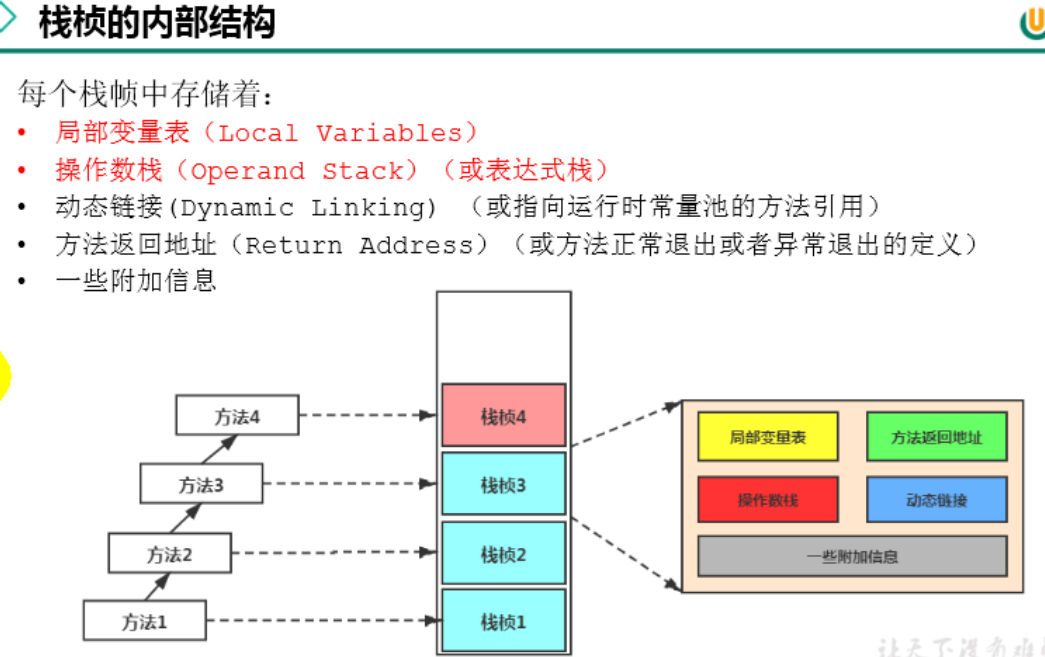 栈桢的内部结构
每个栈帧中存储着：
• 局部变量表（Local Variables）
• 操作数栈（Operand Stack）（或表达式栈）
• 动态链接(Dynamic Linking) （或指向运行时常量池的方法引用）
• 方法返回地址（Return Address）（或方法正常退出或者异常退出的定义）
• 一些附加信息
方法4
栈桢4
局部变量表
方法返回地址
方法3
栈桢3
操作数栈
动态链接
方法2
栈桢2
一些附加信息
方法1
栈桢1
让天下没有难